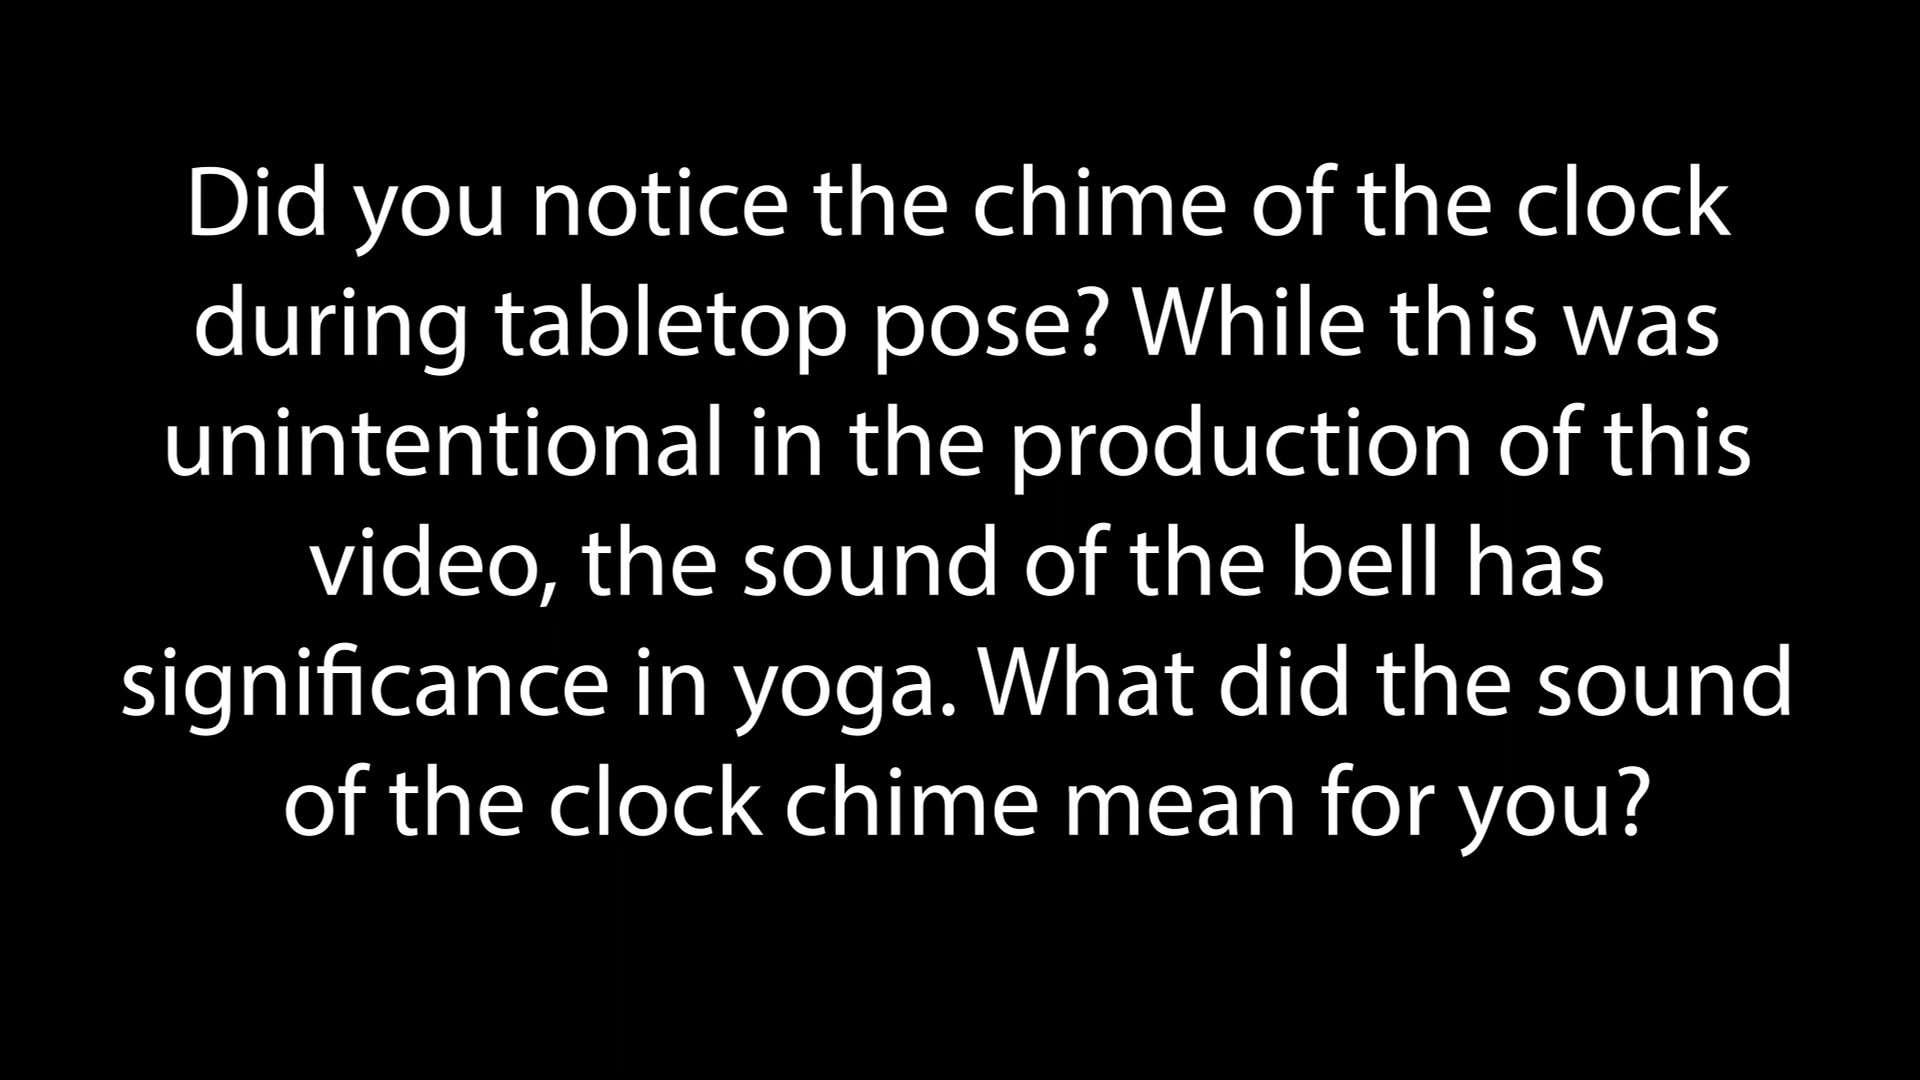 Did you notice the chime of the clock
during tabletop pose? While this was
unintentional in the production of this
video, the sound of the bell has
significance in yoga. What did the sound
of the clock chime mean for you?